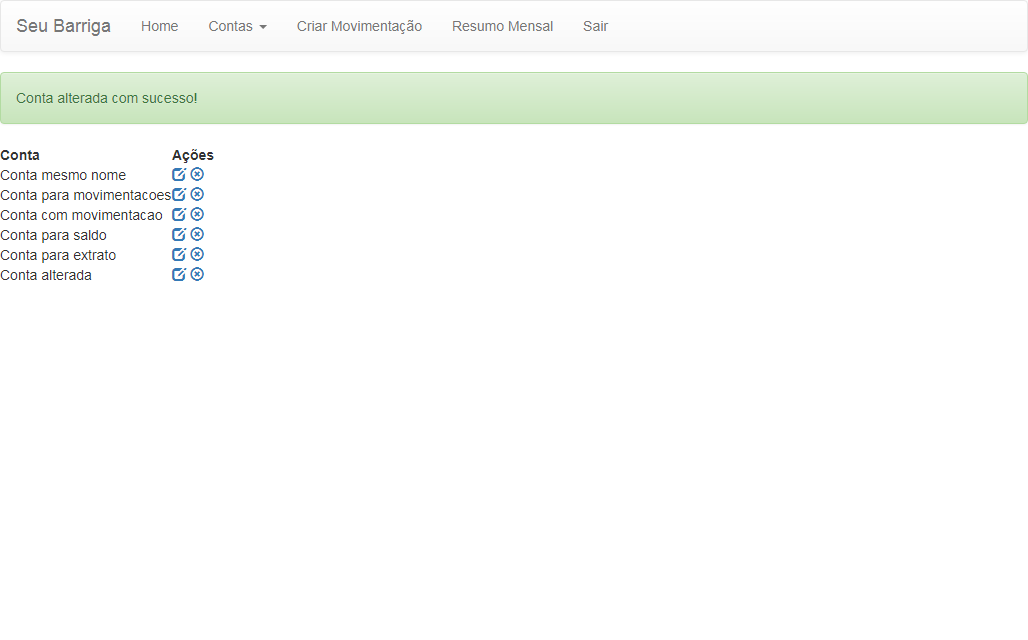 Seu Barriga Home Contas Criar Movimentação Resumo Mensal Sair
Conta alterada com sucesso!
Conta Ações
Conta mesmo nome
Conta para movimentacoes
Conta com movimentacao
Conta para saldo
Conta para extrato
Conta alterada